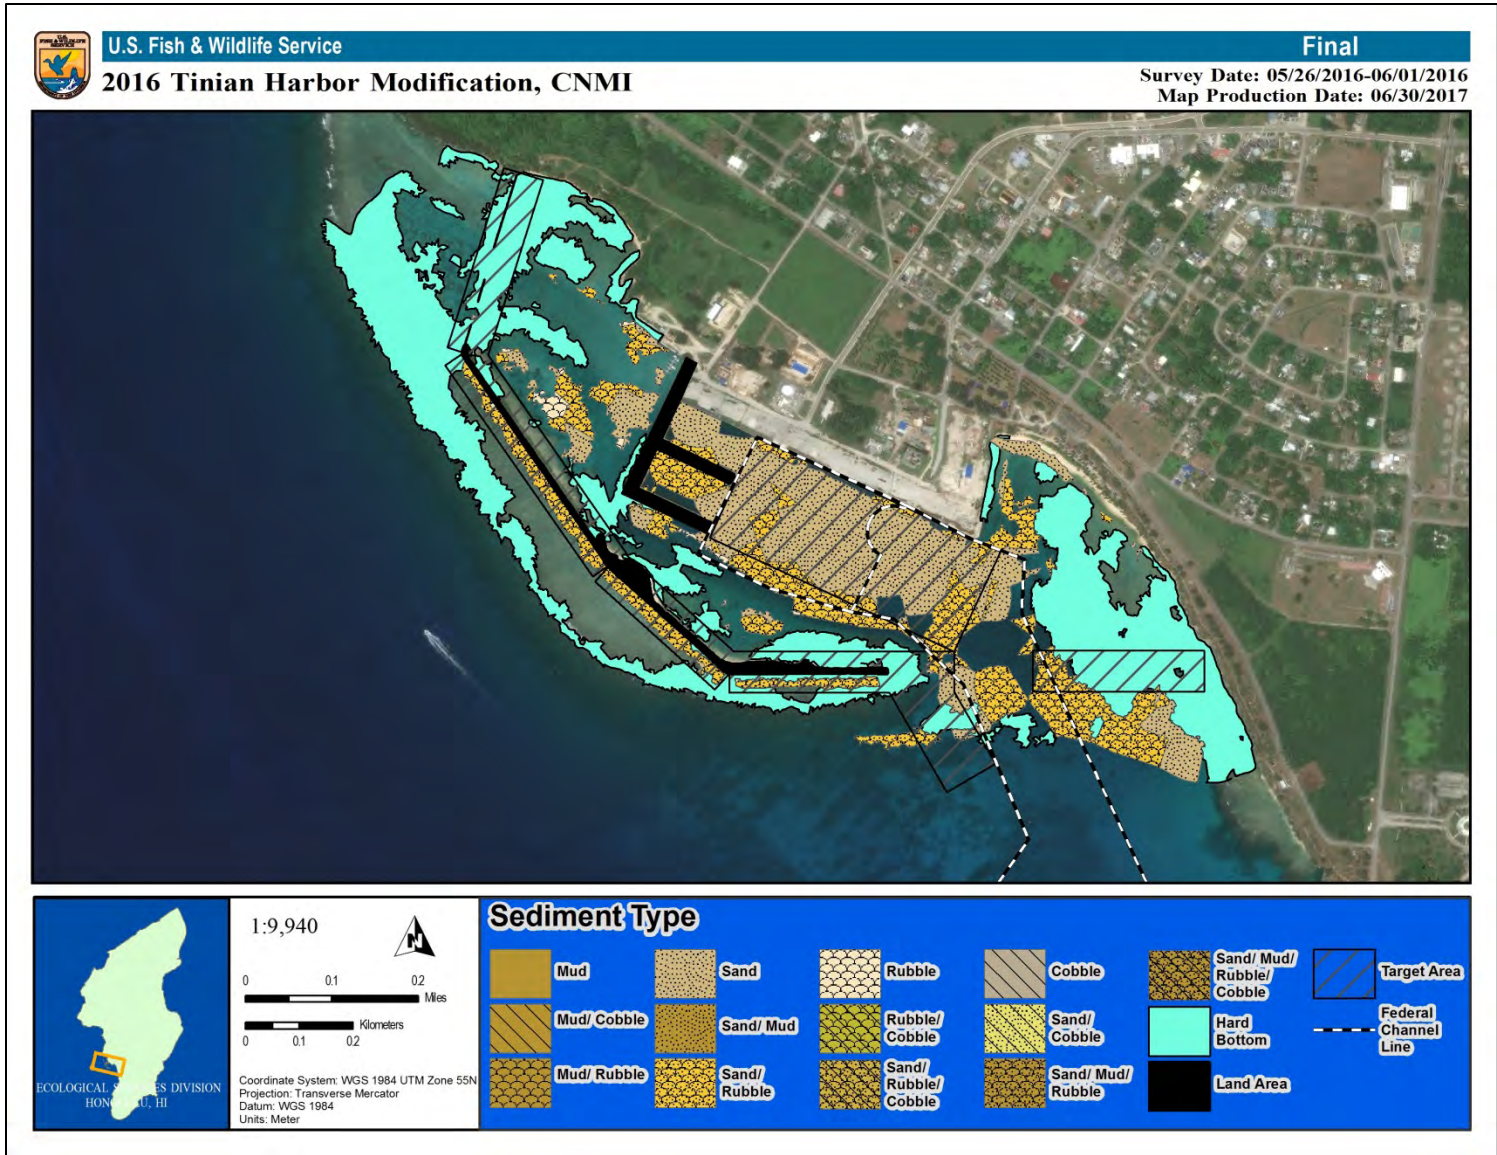 U.S.
FISH & WILDLIFE
SERVICE
U.S. Fish & Wildlife Service
Final
2016 Tinian Harbor Modification, CNMI
Survey Date: 05/26/2016-06/01/2016
Map Production Date: 06/30/2017
ECOLOGICAL
DIVISION
HI
1:9,940
N
0 0.1 0.2
Miles
Kilometers
0 0.1 0.2
Coordinate System: WGS 1984 UTM Zone 55N
Projection: Transverse Mercator
Datum: WGS 1984
Units: Meter
Sediment Type
Mud
Mud/ Cobble
Mud/ Rubble
Sand
Sand/ Mud
Sand/
Rubble
Rubble
Rubble/
Cobble
Sand/
Rubble/
Cobble
Cobble
Sand/
Cobble
Sand/ Mud/
Rubble
Sand/ Mud/
Rubble/
Cobble
Hard
Bottom
Land Area
Target Area
Federal
Channel
Line